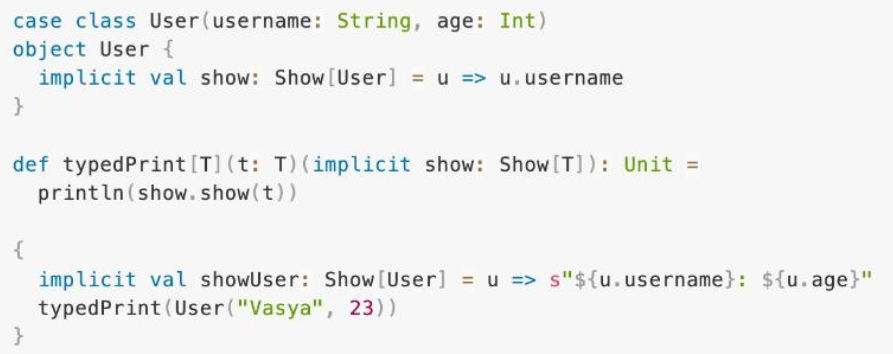 case class User(username: String, age: Int)
object User {
  implicit val show: Show[User] = u => u.username
}
def typedPrint[T](t: T)(implicit show: Show[T]): Unit =
  println(show.show(t))
{
  implicit val showUser: Show[User] = u => s"${u.username}: ${u.age}"
  typedPrint(User("Vasya", 23))
}